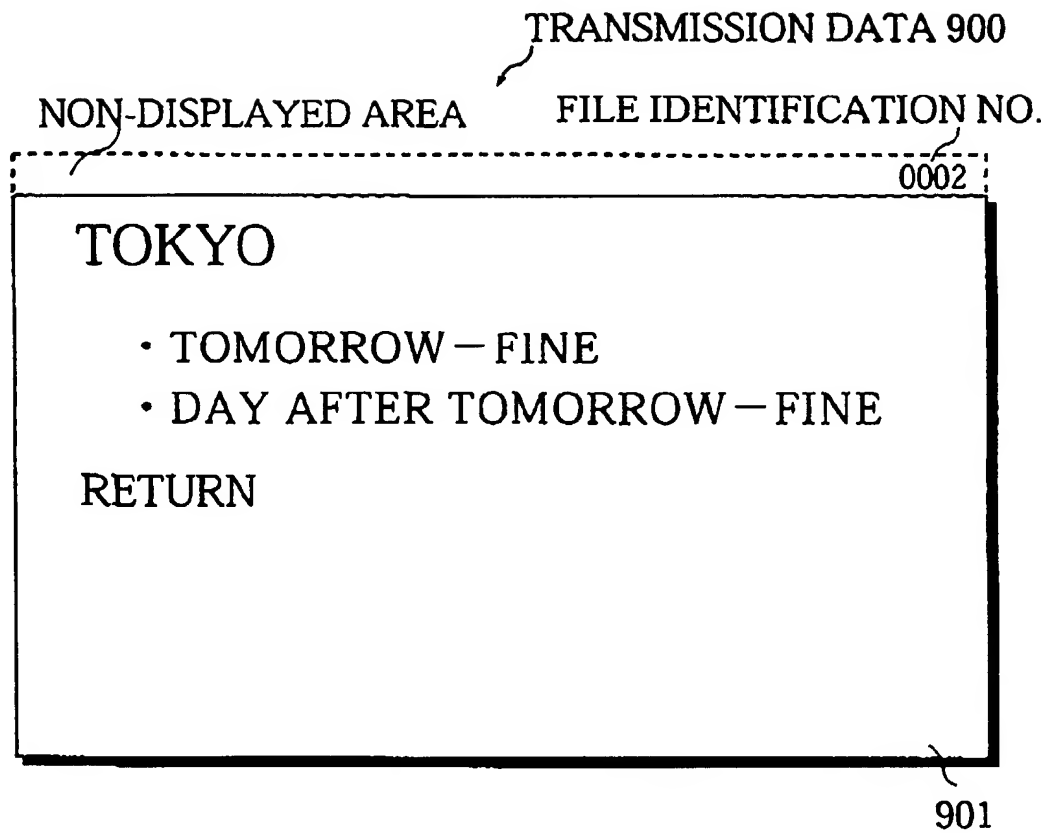 TRANSMISSION DATA 900
NON-DISPLAYED AREA
FILE IDENTIFICATION NO.
0002
TOKYO
・TOMORROW－FINE
・DAY AFTER TOMORROW－FINE
RETURN
901